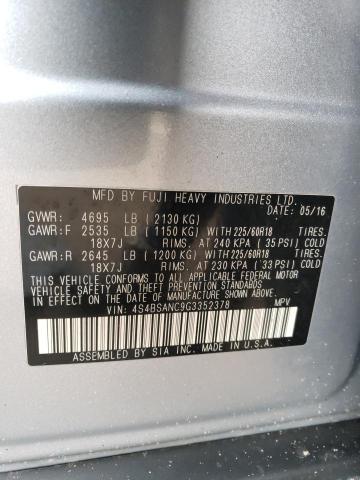 MFD BY FUJI HEAVY INDUSTRIES LTD.
DATE: 05/16
GVWR: 4695 LB ( 2130 KG)
GAWR:F 2535 LB ( 1150 KG) WITH 225/60R18 TIRES.
18X7J RIMS. AT 240 KPA ( 35 PSI) COLD
GAWR:R 2645 LB ( 1200 KG) WITH 225/60R18 TIRES.
18X7J RIMS. AT 230 KPA ( 33 PSI) COLD
THIS VEHICLE CONFORMS TO ALL APPLICABLE FEDERAL MOTOR
VEHICLE SAFETY STANDARDS IN EFFECT ON THE DATE
OF MANUFACTURE SHOWN ABOVE.
VIN: 4S4BSANC9G3352378 MPV
ASSEMBLED BY SIA INC. MADE IN U.S.A.